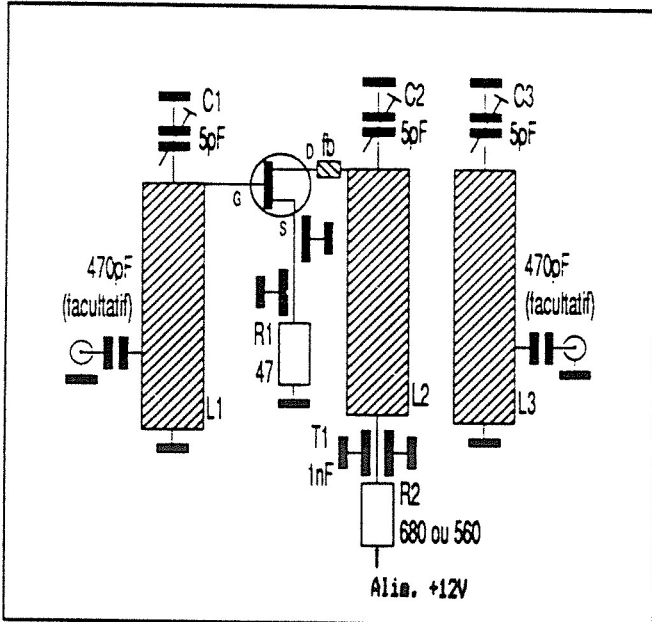 C1
5pF
D
fb
C2
5pF
C3
5pF
G
S
470pF
(facultatif)
R1
47
470pF
(facultatif)
L1
L2
L3
T1
1nF
R2
680 ou 560
Alim. +12V